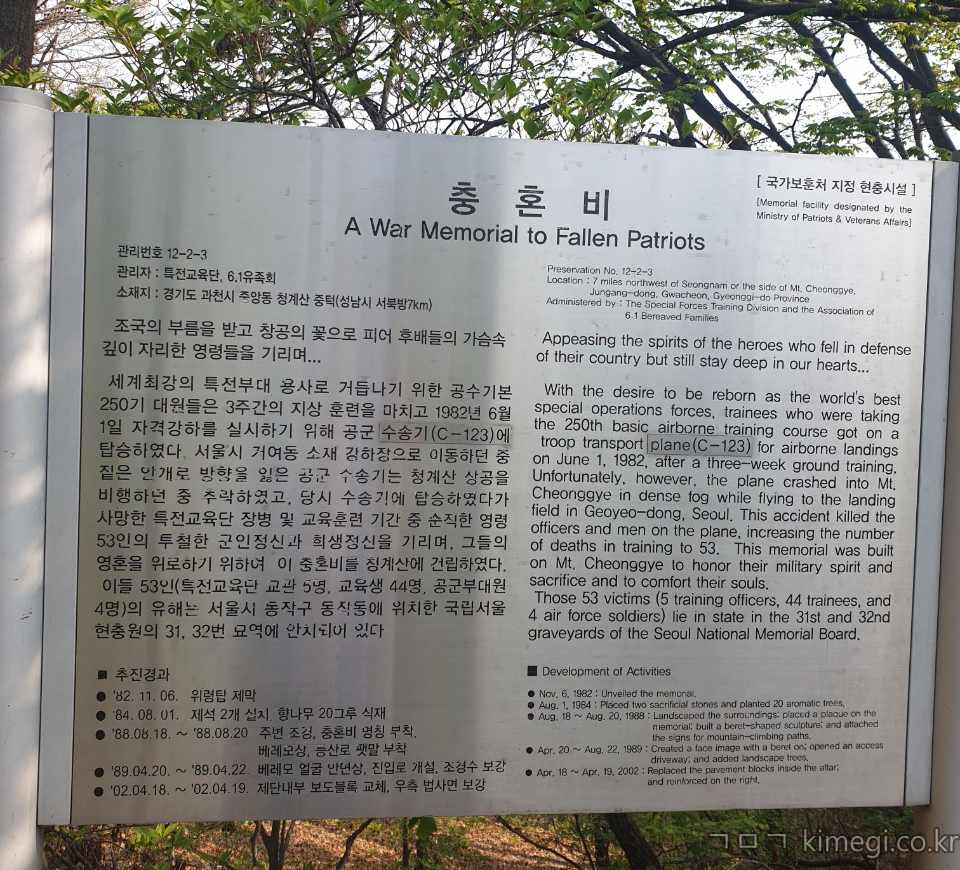 충 혼 비
[ 국가보훈처 지정 현충시설 ]
[Memorial facility designated by the
Ministry of Patriots & Veterans Affairs]
A War Memorial to Fallen Patriots
관리번호 12-2-3
관리자 : 특전교육단, 6.1유족회
소재지 : 경기도 과천시 중앙동 청계산 중턱(성남시 서북방7km)
조국의 부름을 받고 창공의 꽃으로 피어 후배들의 가슴속
깊이 자리한 영령들을 기리며...
세계최강의 특전부대 용사로 거듭나기 위한 공수기본
250기 대원들은 3주간의 지상 훈련을 마치고 1982년 6월
1일 자격강하를 실시하기 위해 공군 수송기(C-123)에
탑승하였다. 서울시 거여동 소재 강하장으로 이동하던 중
짙은 안개로 방향을 잃은 공군 수송기는 청계산 상공을
비행하던 중 추락하였고, 당시 수송기에 탑승하였다가
사망한 특전교육단 장병 및 교육훈련 기간 중 순직한 영령
53인의 투철한 군인정신과 희생정신을 기리며, 그들의
영혼을 위로하기 위하여 이 충혼비를 청계산에 건립하였다.
이들 53인(특전교육단 교관 5명, 교육생 44명, 공군부대원
4명)의 유해는 서울시 동작구 동작동에 위치한 국립서울
현충원의 31, 32번 묘역에 안치되어 있다
■ 추진경과
● '82. 11. 06. 위령탑 제막
● '84. 08. 01. 제석 2개 설치, 향나무 20그루 식재
● '88.08.18. ~ '88.08.20 주변 조경, 충혼비 명칭 부착,
베레모상, 등산로 팻말 부착
● '89.04.20. ~ '89.04.22. 베레모 얼굴 안면상, 진입로 개설, 조경수 보강
● '02.04.18. ~ '02.04.19. 제단내부 보도블록 교체, 우측 법사면 보강
Preservation No. 12-2-3
Location : 7 miles northwest of Seongnam or the side of Mt. Cheonggye,
Jungang-dong, Gwacheon, Gyeonggi-do Province
Administered by : The Special Forces Training Division and the Association of
6.1 Bereaved Families
Appeasing the spirits of the heroes who fell in defense
of their country but still stay deep in our hearts...
With the desire to be reborn as the world's best
special operations forces, trainees who were taking
the 250th basic airborne training course got on a
troop transport plane(C-123) for airborne landings
on June 1, 1982, after a three-week ground training.
Unfortunately, however, the plane crashed into Mt.
Cheonggye in dense fog while flying to the landing
field in Geoyeo-dong, Seoul. This accident killed the
officers and men on the plane, increasing the number
of deaths in training to 53. This memorial was built
on Mt. Cheonggye to honor their military spirit and
sacrifice and to comfort their souls.
Those 53 victims (5 training officers, 44 trainees, and
4 air force soldiers) lie in state in the 31st and 32nd
graveyards of the Seoul National Memorial Board.
■ Development of Activities
● Nov. 6, 1982 : Unveiled the memorial.
● Aug. 1, 1984 : Placed two sacrificial stones and planted 20 aromatic trees.
● Aug. 18 ~ Aug. 20, 1988 : Landscaped the surroundings; placed a plaque on the
memorial; built a beret-shaped sculpture; and attached
the signs for mountain-climbing paths.
● Apr. 20 ~ Aug. 22, 1989 : Created a face image with a beret on; opened an access
driveway; and added landscape trees.
● Apr. 18 ~ Apr. 19, 2002 : Replaced the pavement blocks inside the altar;
and reinforced on the right.
ㄱㅁㄱ kimegi.co.kr